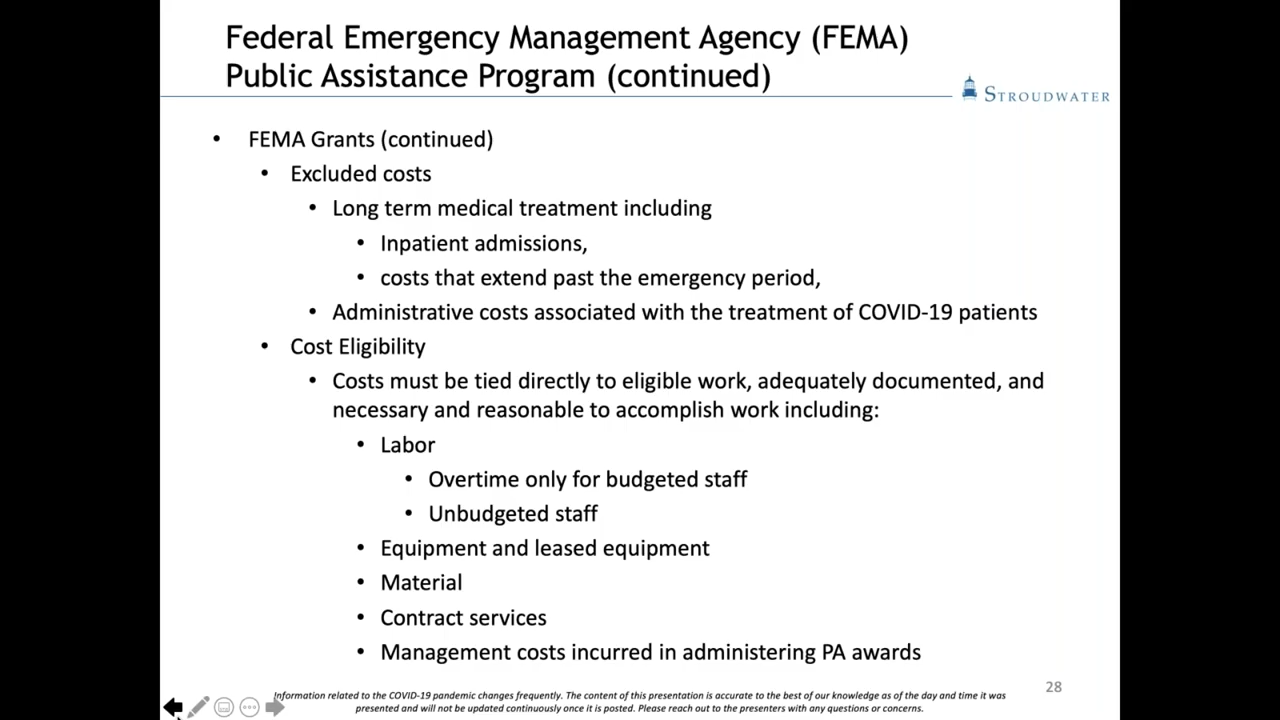 Federal Emergency Management Agency (FEMA)
Public Assistance Program (continued)
STROUDWATER
• FEMA Grants (continued)
• Excluded costs
• Long term medical treatment including
• Inpatient admissions,
• costs that extend past the emergency period,
• Administrative costs associated with the treatment of COVID-19 patients
• Cost Eligibility
• Costs must be tied directly to eligible work, adequately documented, and
necessary and reasonable to accomplish work including:
• Labor
• Overtime only for budgeted staff
• Unbudgeted staff
• Equipment and leased equipment
• Material
• Contract services
• Management costs incurred in administering PA awards
28
Information related to the COVID-19 pandemic changes frequently. The content of this presentation is accurate to the best of our knowledge as of the day and time it was
presented and will not be updated continuously once it is posted. Please reach out to the presenters with any questions or concerns.